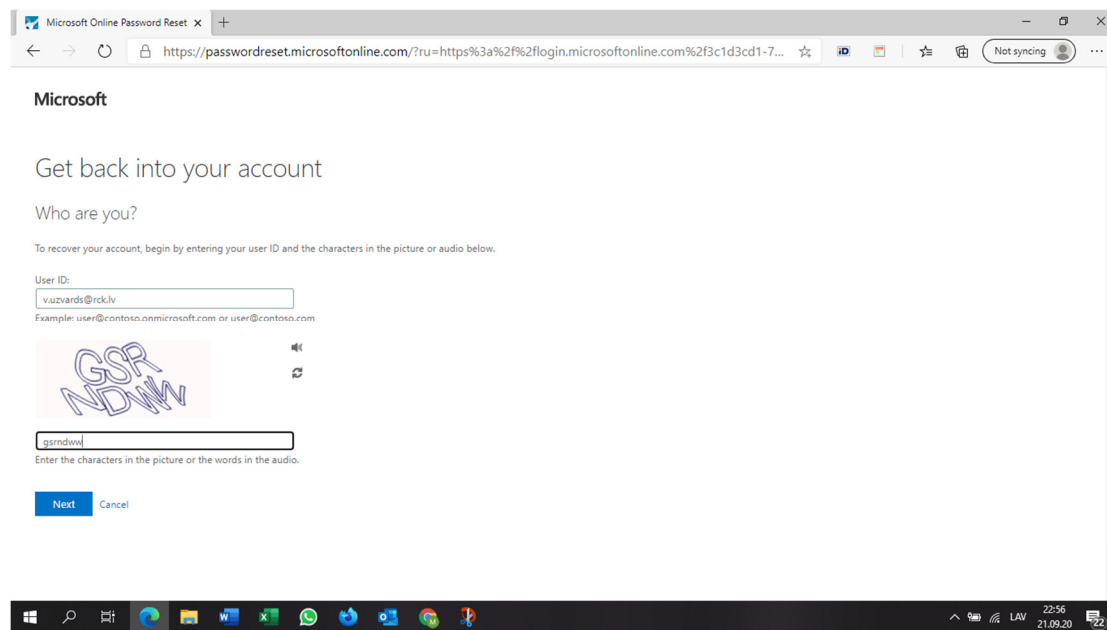 Microsoft Online Password Reset
https://passwordreset.microsoftonline.com/?ru=https%3a%2f%2flogin.microsoftonline.com%2f3c1d3cd1-7...
iD
Not syncing
Microsoft
Get back into your account
Who are you?
To recover your account, begin by entering your user ID and the characters in the picture or audio below.
User ID:
v.uzvards@rck.lv
Example: user@contoso.onmicrosoft.com or user@contoso.com
GSR
NDWW
gsrndww
Enter the characters in the picture or the words in the audio.
Next Cancel
LAV
22:56
21.09.20
22